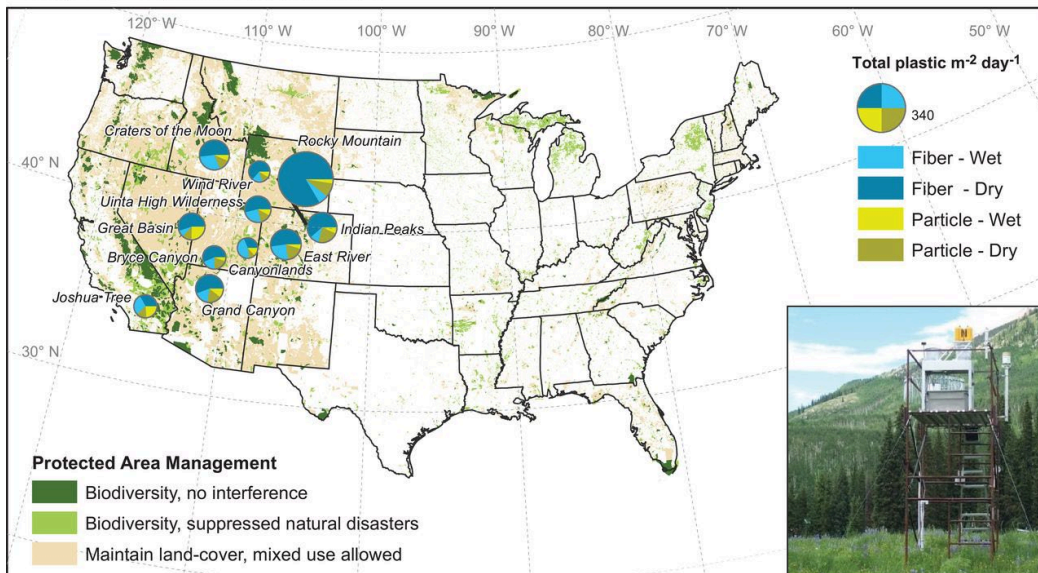 120° W
110° W
100° W
90° W
80° W
70° W
60° W
50° W
40° N
30° N
Craters of the Moon
Rocky Mountain
Wind River
Uinta High Wilderness
Great Basin
Indian Peaks
Bryce Canyon
East River
Canyonlands
Joshua Tree
Grand Canyon
Total plastic m⁻² day⁻¹
340
Fiber - Wet
Fiber - Dry
Particle - Wet
Particle - Dry
Protected Area Management
Biodiversity, no interference
Biodiversity, suppressed natural disasters
Maintain land-cover, mixed use allowed
N